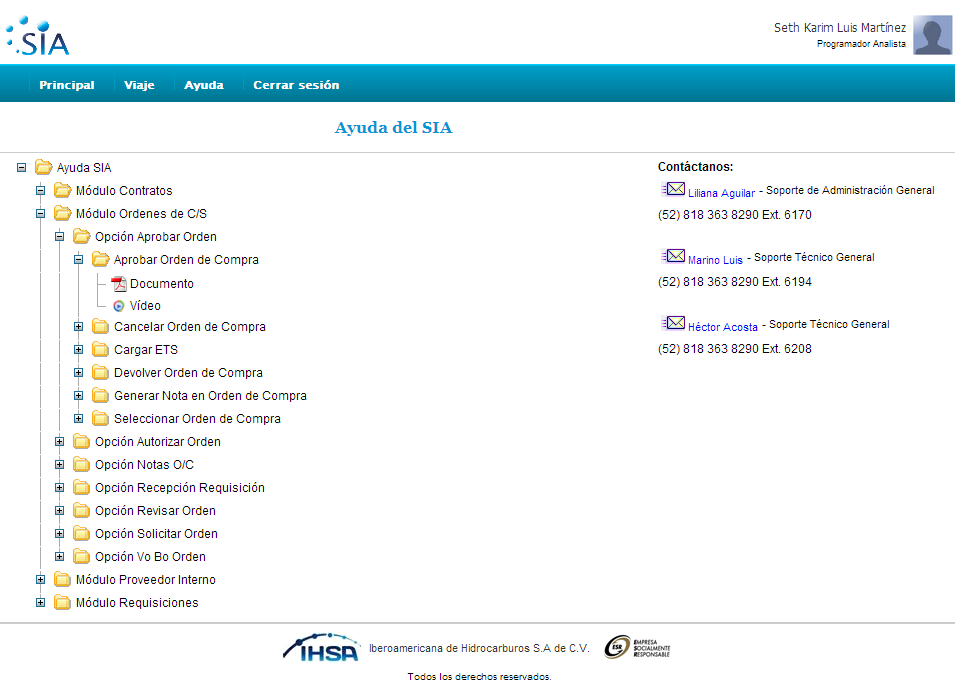 SIA
Seth Karim Luis Martínez
Programador Analista
Principal Viaje Ayuda Cerrar sesión
Ayuda del SIA
Ayuda SIA
Módulo Contratos
Módulo Ordenes de C/S
Opción Aprobar Orden
Aprobar Orden de Compra
Documento
Vídeo
Cancelar Orden de Compra
Cargar ETS
Devolver Orden de Compra
Generar Nota en Orden de Compra
Seleccionar Orden de Compra
Opción Autorizar Orden
Opción Notas O/C
Opción Recepción Requisición
Opción Revisar Orden
Opción Solicitar Orden
Opción Vo Bo Orden
Módulo Proveedor Interno
Módulo Requisiciones
Contáctanos:
Liliana Aguilar - Soporte de Administración General
(52) 818 363 8290 Ext. 6170
Marino Luis - Soporte Técnico General
(52) 818 363 8290 Ext. 6194
Héctor Acosta - Soporte Técnico General
(52) 818 363 8290 Ext. 6208
IHSA
Iberoamericana de Hidrocarburos S.A de C.V.
ESR
EMPRESA
SOCIALMENTE
RESPONSABLE
Todos los derechos reservados.